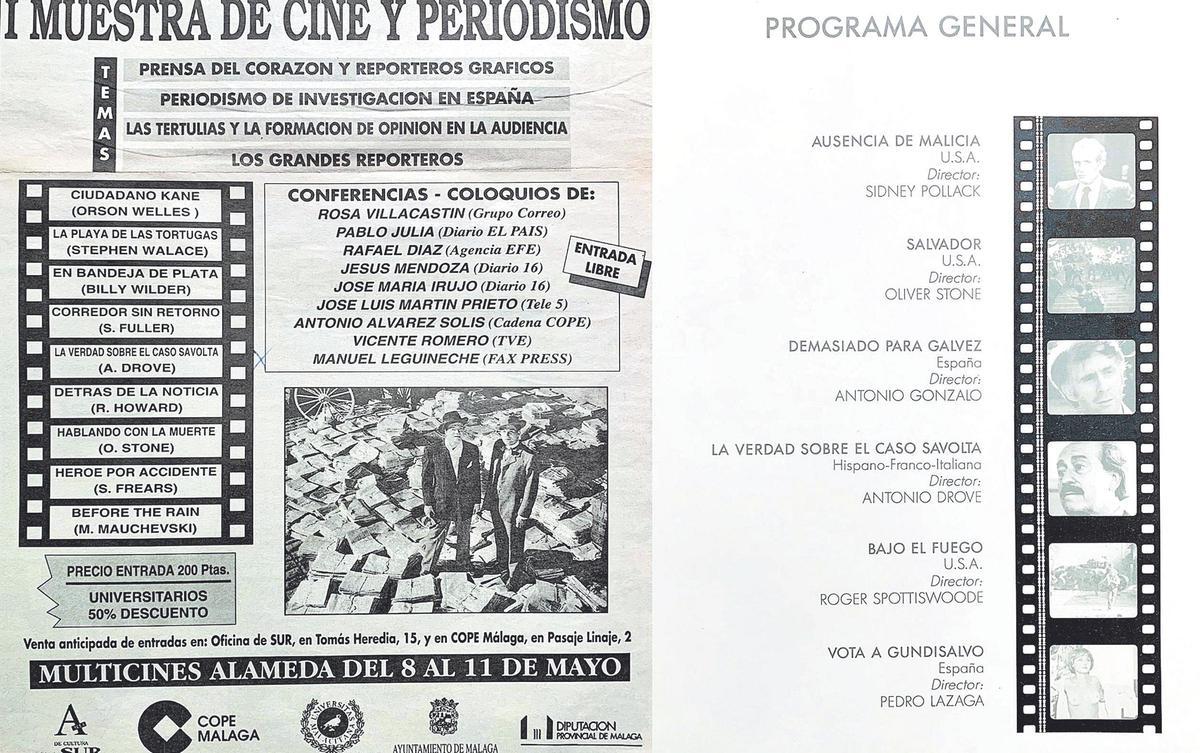 I MUESTRA DE CINE Y PERIODISMO
TEMAS
PRENSA DEL CORAZON Y REPORTEROS GRAFICOS
PERIODISMO DE INVESTIGACION EN ESPAÑA
LAS TERTULIAS Y LA FORMACION DE OPINION EN LA AUDIENCIA
LOS GRANDES REPORTEROS
CIUDADANO KANE
(ORSON WELLES )
LA PLAYA DE LAS TORTUGAS
(STEPHEN WALACE)
EN BANDEJA DE PLATA
(BILLY WILDER)
CORREDOR SIN RETORNO
(S. FULLER)
LA VERDAD SOBRE EL CASO SAVOLTA
(A. DROVE)
DETRAS DE LA NOTICIA
(R. HOWARD)
HABLANDO CON LA MUERTE
(O. STONE)
HEROE POR ACCIDENTE
(S. FREARS)
BEFORE THE RAIN
(M. MAUCHEVSKI)
CONFERENCIAS - COLOQUIOS DE:
ROSA VILLACASTIN (Grupo Correo)
PABLO JULIA (Diario EL PAIS)
RAFAEL DIAZ (Agencia EFE)
JESUS MENDOZA (Diario 16)
JOSE MARIA IRUJO (Diario 16)
JOSE LUIS MARTIN PRIETO (Tele 5)
ANTONIO ALVAREZ SOLIS (Cadena COPE)
VICENTE ROMERO (TVE)
MANUEL LEGUINECHE (FAX PRESS)
ENTRADA
LIBRE
PRECIO ENTRADA 200 Ptas.
UNIVERSITARIOS
50% DESCUENTO
Venta anticipada de entradas en: Oficina de SUR, en Tomás Heredia, 15, y en COPE Málaga, en Pasaje Linaje, 2
MULTICINES ALAMEDA DEL 8 AL 11 DE MAYO
A
DE CULTURA
SUR
COPE
MALAGA
AYUNTAMIENTO DE MALAGA
DIPUTACION
PROVINCIAL DE MALAGA
PROGRAMA GENERAL
AUSENCIA DE MALICIA
U.S.A.
Director:
SIDNEY POLLACK
SALVADOR
U.S.A.
Director:
OLIVER STONE
DEMASIADO PARA GALVEZ
España
Director:
ANTONIO GONZALO
LA VERDAD SOBRE EL CASO SAVOLTA
Hispano-Franco-Italiana
Director:
ANTONIO DROVE
BAJO EL FUEGO
U.S.A.
Director:
ROGER SPOTTISWOODE
VOTA A GUNDISALVO
España
Director:
PEDRO LAZAGA